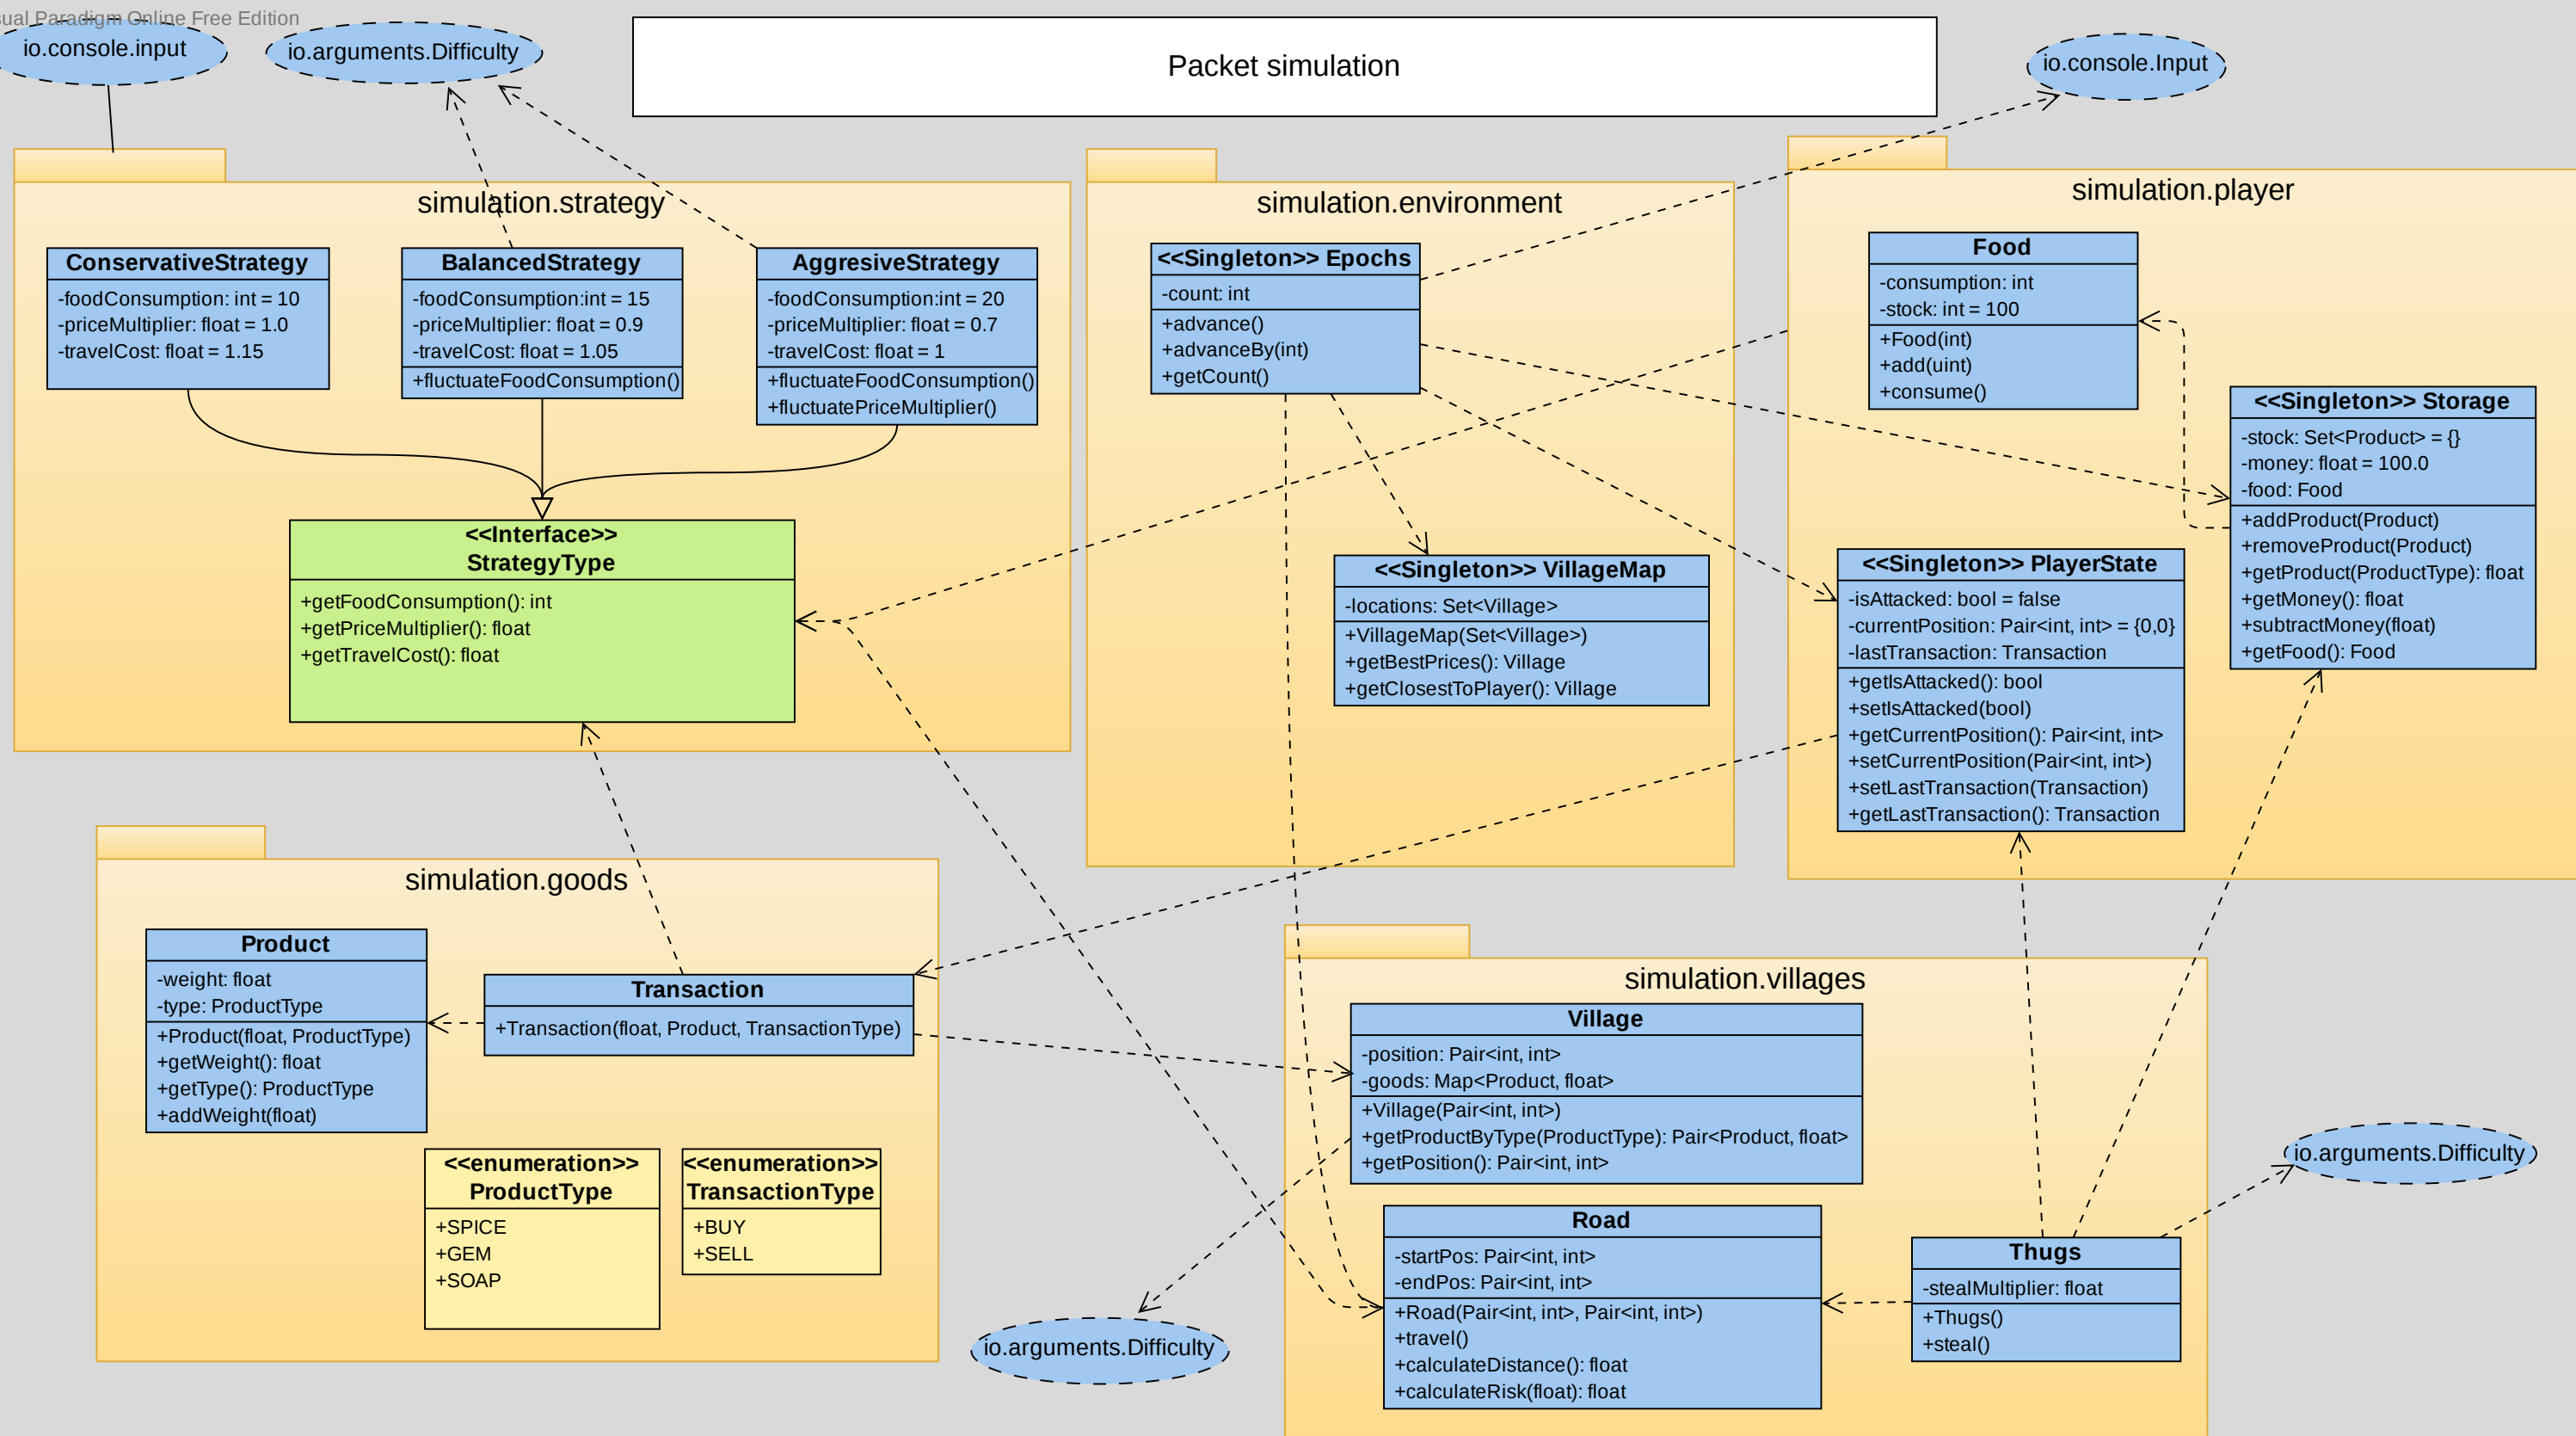 sual Paradigm Online Free Edition
io.console.input
io.arguments.Difficulty
Packet simulation
io.console.Input
simulation.strategy
ConservativeStrategy
-foodConsumption: int = 10
-priceMultiplier: float = 1.0
-travelCost: float = 1.15
BalancedStrategy
-foodConsumption:int = 15
-priceMultiplier: float = 0.9
-travelCost: float = 1.05
+fluctuateFoodConsumption()
AggresiveStrategy
-foodConsumption:int = 20
-priceMultiplier: float = 0.7
-travelCost: float = 1
+fluctuateFoodConsumption()
+fluctuatePriceMultiplier()
<<Interface>>
StrategyType
+getFoodConsumption(): int
+getPriceMultiplier(): float
+getTravelCost(): float
simulation.environment
<<Singleton>> Epochs
-count: int
+advance()
+advanceBy(int)
+getCount()
<<Singleton>> VillageMap
-locations: Set<Village>
+VillageMap(Set<Village>)
+getBestPrices(): Village
+getClosestToPlayer(): Village
simulation.player
Food
-consumption: int
-stock: int = 100
+Food(int)
+add(uint)
+consume()
<<Singleton>> Storage
-stock: Set<Product> = {}
-money: float = 100.0
-food: Food
+addProduct(Product)
+removeProduct(Product)
+getProduct(ProductType): float
+getMoney(): float
+subtractMoney(float)
+getFood(): Food
<<Singleton>> PlayerState
-isAttacked: bool = false
-currentPosition: Pair<int, int> = {0,0}
-lastTransaction: Transaction
+getIsAttacked(): bool
+setIsAttacked(bool)
+getCurrentPosition(): Pair<int, int>
+setCurrentPosition(Pair<int, int>)
+setLastTransaction(Transaction)
+getLastTransaction(): Transaction
simulation.goods
Product
-weight: float
-type: ProductType
+Product(float, ProductType)
+getWeight(): float
+getType(): ProductType
+addWeight(float)
Transaction
+Transaction(float, Product, TransactionType)
<<enumeration>>
ProductType
+SPICE
+GEM
+SOAP
<<enumeration>>
TransactionType
+BUY
+SELL
simulation.villages
Village
-position: Pair<int, int>
-goods: Map<Product, float>
+Village(Pair<int, int>)
+getProductByType(ProductType): Pair<Product, float>
+getPosition(): Pair<int, int>
Road
-startPos: Pair<int, int>
-endPos: Pair<int, int>
+Road(Pair<int, int>, Pair<int, int>)
+travel()
+calculateDistance(): float
+calculateRisk(float): float
Thugs
-stealMultiplier: float
+Thugs()
+steal()
io.arguments.Difficulty
io.arguments.Difficulty